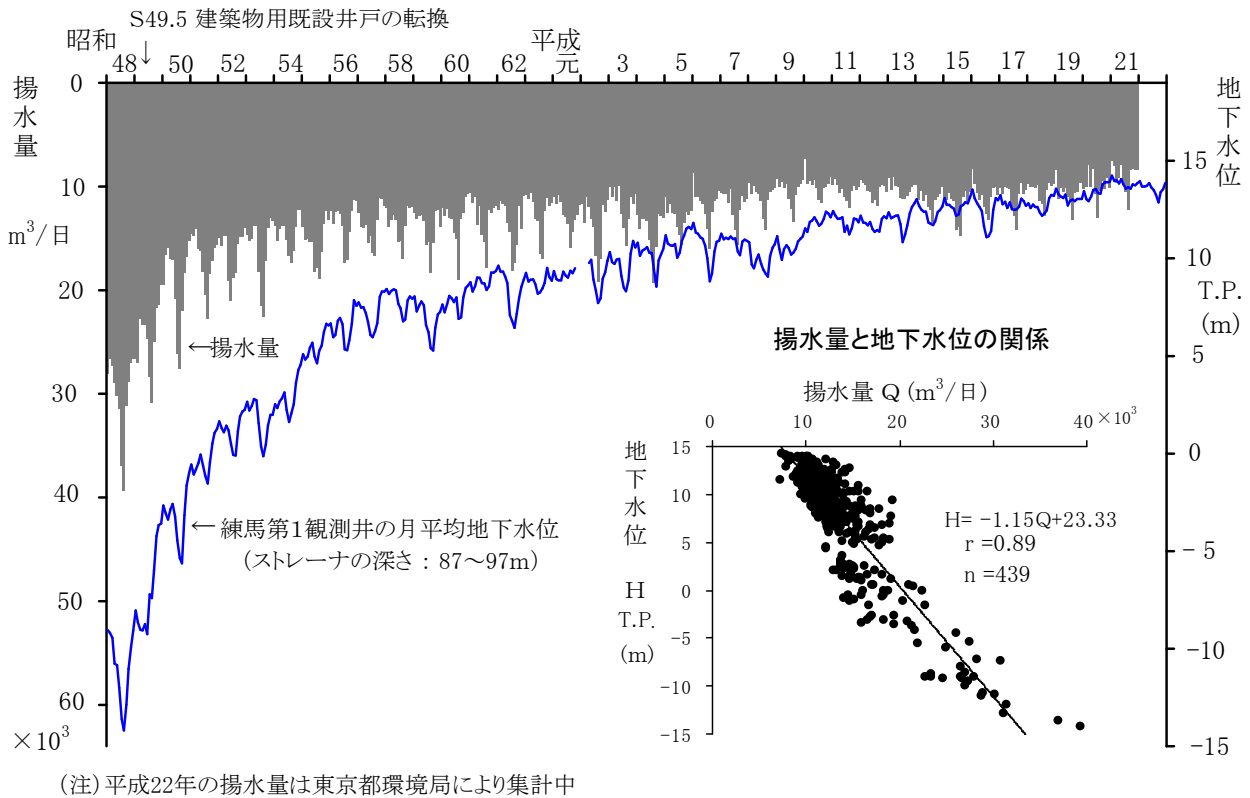 S49.5 建築物用既設井戸の転換
昭和 ↓ 平成
48 50 52 54 56 58 60 62 元 3 5 7 9 11 13 15 17 19 21
揚水量
m³/日
0
10
20
30
40
50
60
×10³
地下水位
T.P.
(m)
15
10
5
0
−5
−10
−15
←揚水量
←練馬第1観測井の月平均地下水位
(ストレーナの深さ：87～97m)
揚水量と地下水位の関係
揚水量 Q (m³/日)
0 10 20 30 40 ×10³
地下水位 H
T.P.
(m)
15
10
5
0
−5
−10
−15
H= −1.15Q+23.33
r =0.89
n =439
(注)平成22年の揚水量は東京都環境局により集計中